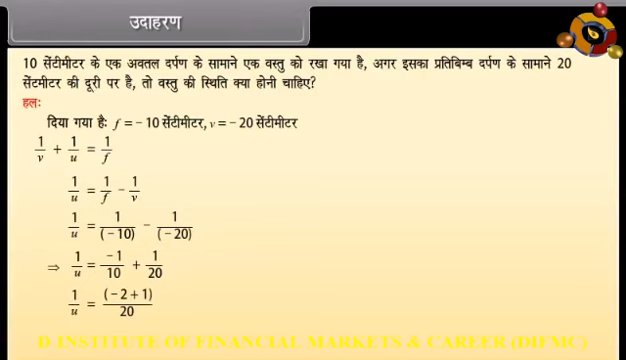 उदाहरण
10 सेंटीमीटर के एक अवतल दर्पण के सामाने एक वस्तु को रखा गया है, अगर इसका प्रतिबिम्ब दर्पण के सामाने 20
सेंटमीटर की दूरी पर है, तो वस्तु की स्थिति क्या होनी चाहिए?
हलः
दिया गया हैः f = − 10 सेंटीमीटर, v = − 20 सेंटीमीटर
1/v + 1/u = 1/f
1/u = 1/f − 1/v
1/u = 1/(−10) − 1/(−20)
⇒ 1/u = −1/10 + 1/20
1/u = (−2 + 1)/20
D INSTITUTE OF FINANCIAL MARKETS & CAREER (DIFMC)